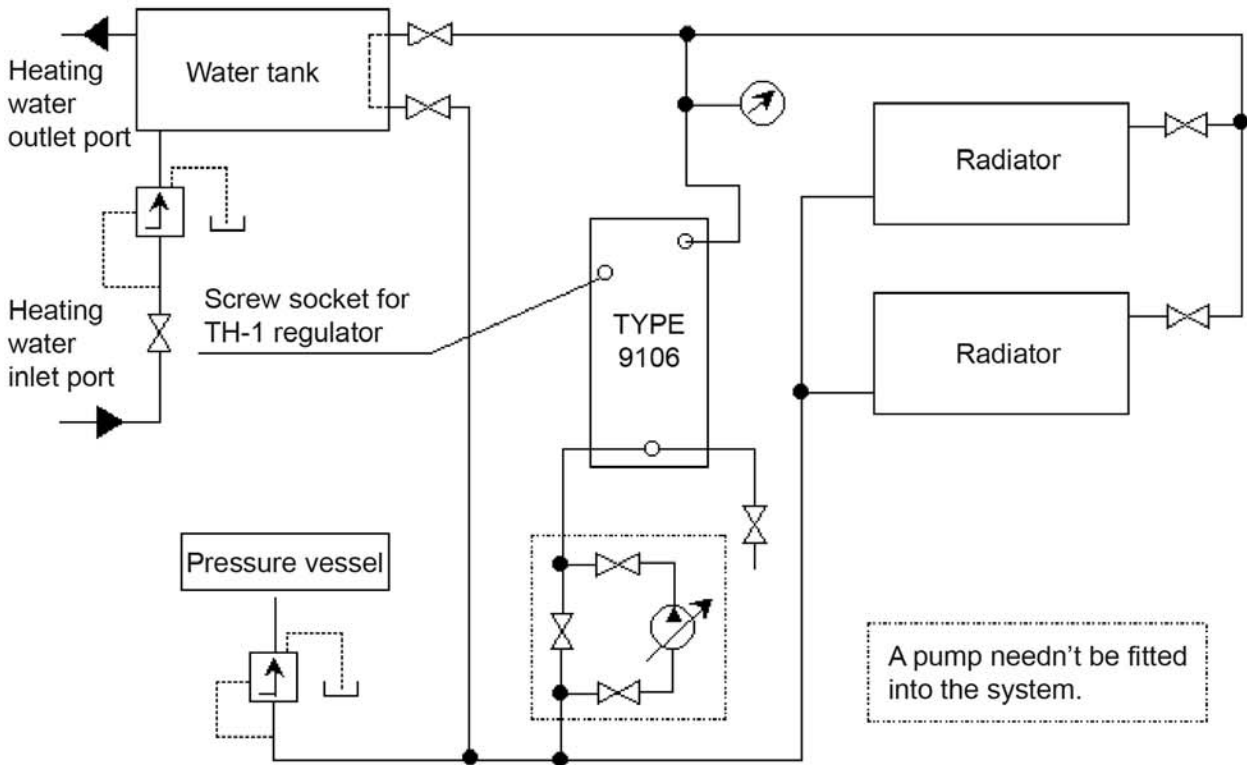 Heating
water
outlet port
Water tank
Radiator
Screw socket for
TH-1 regulator
TYPE
9106
Heating
water
inlet port
Radiator
Pressure vessel
A pump needn't be fitted
into the system.